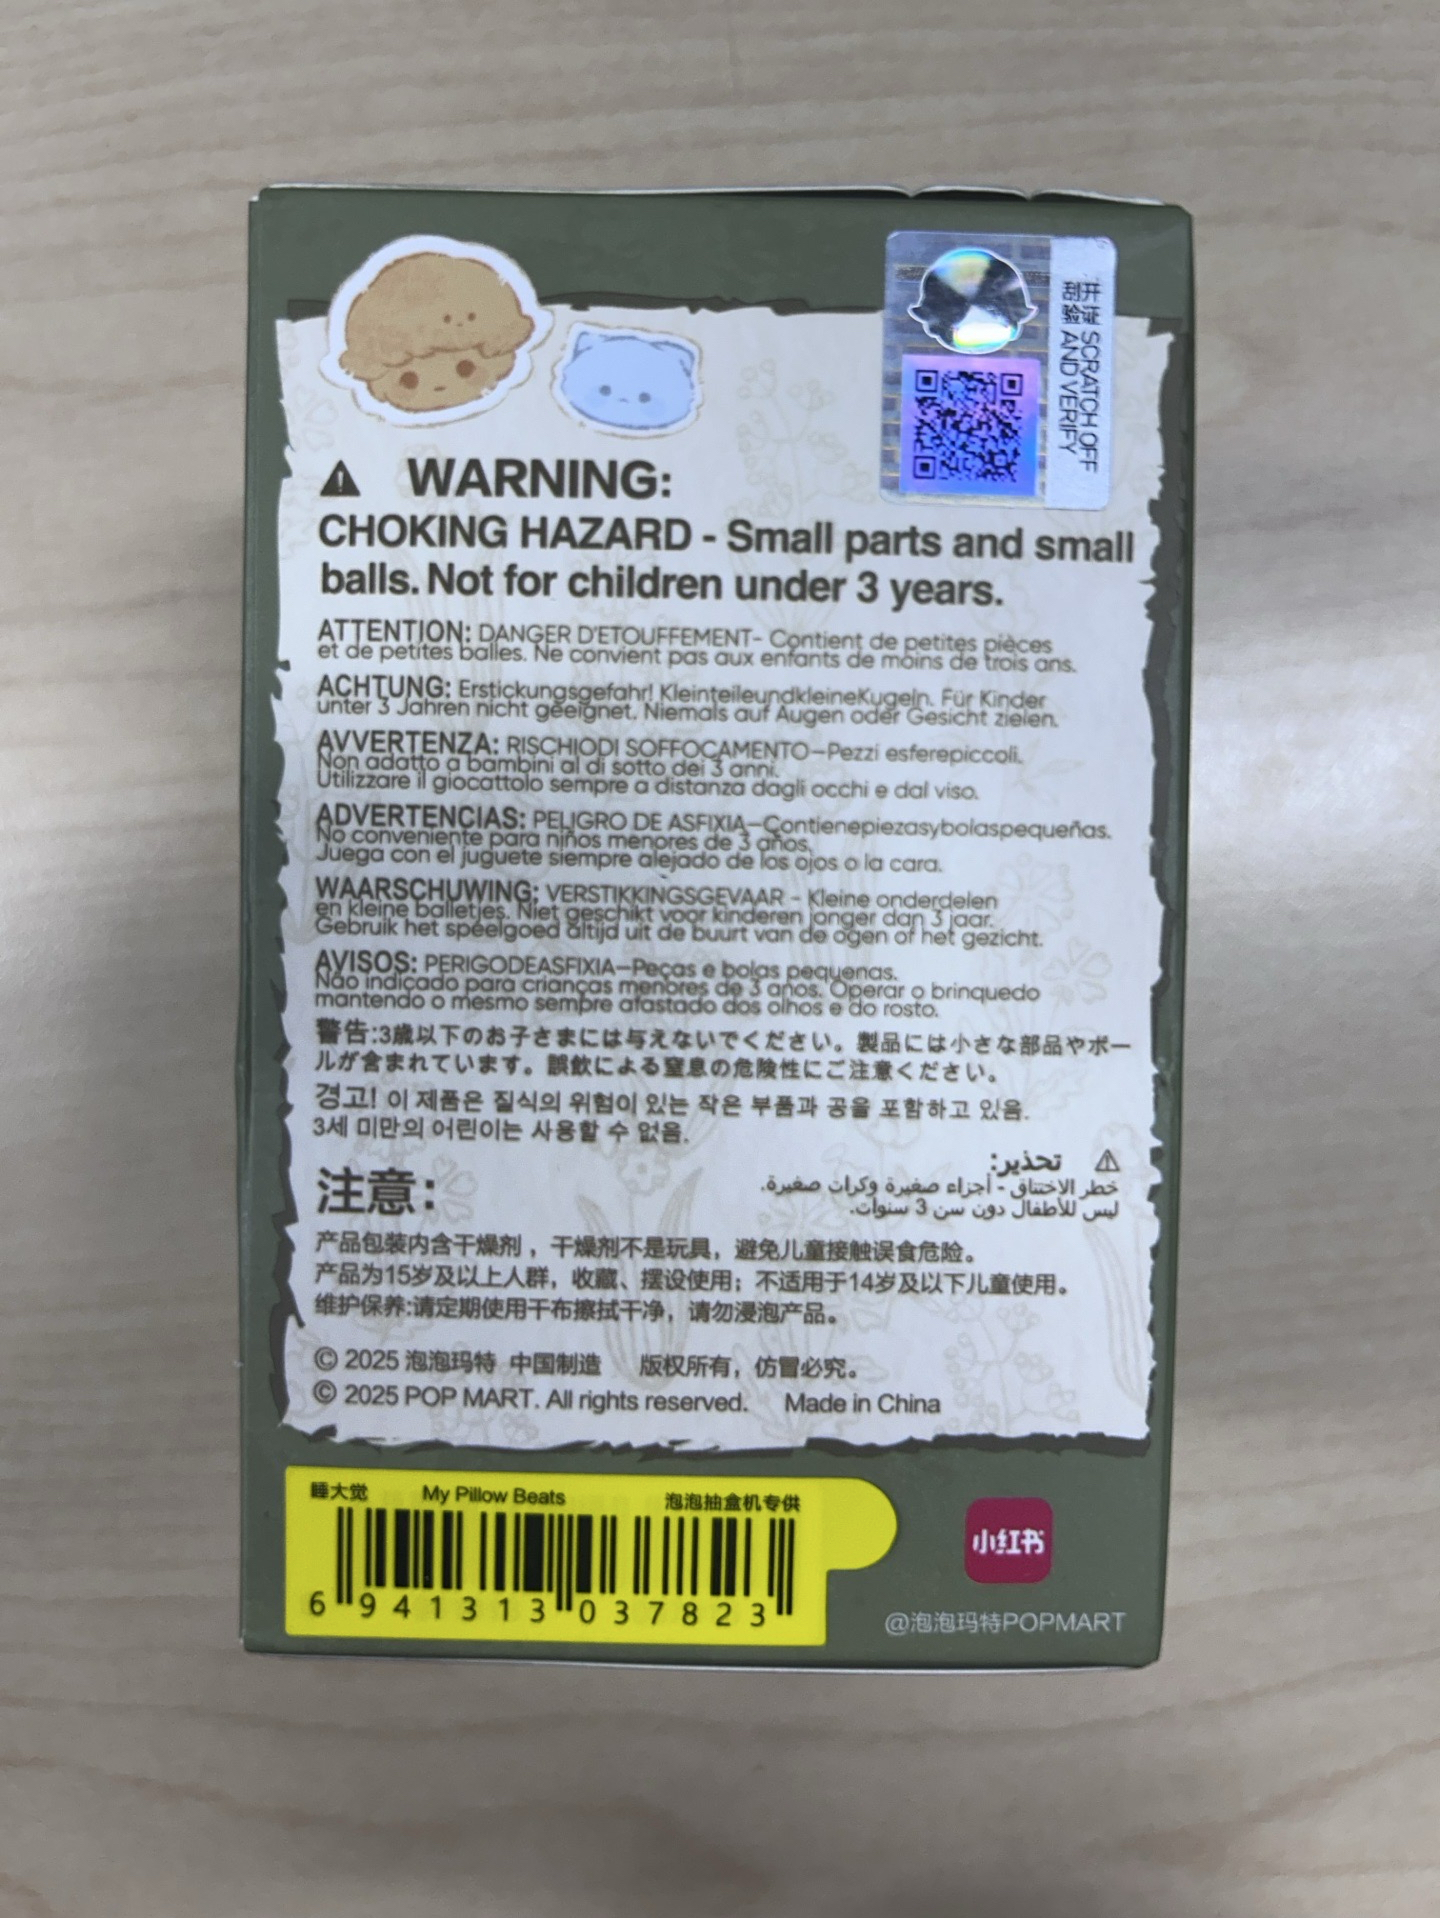 刮涂层 SCRATCH OFF
验 AND VERIFY
WARNING:
CHOKING HAZARD - Small parts and small
balls. Not for children under 3 years.
ATTENTION: DANGER D'ETOUFFEMENT- Contient de petites pièces
et de petites balles. Ne convient pas aux enfants de moins de trois ans.
ACHTUNG: Erstickungsgefahr! KleinteileundkleineKugeln. Für Kinder
unter 3 Jahren nicht geeignet. Niemals auf Augen oder Gesicht zielen.
AVVERTENZA: RISCHIODI SOFFOCAMENTO–Pezzi esferepiccoli.
Non adatto a bambini al di sotto dei 3 anni.
Utilizzare il giocattolo sempre a distanza dagli occhi e dal viso.
ADVERTENCIAS: PELIGRO DE ASFIXIA–Contienepiezasybolaspequeñas.
No conveniente para niños menores de 3 años.
Juega con el juguete siempre alejado de los ojos o la cara.
WAARSCHUWING: VERSTIKKINGSGEVAAR - Kleine onderdelen
en kleine balletjes. Niet geschikt voor kinderen jonger dan 3 jaar.
Gebruik het speelgoed altijd uit de buurt van de ogen of het gezicht.
AVISOS: PERIGODEASFIXIA–Peças e bolas pequenas.
Não indicado para crianças menores de 3 anos. Operar o brinquedo
mantendo o mesmo sempre afastado dos olhos e do rosto.
警告:3歳以下のお子さまには与えないでください。製品には小さな部品やボー
ルが含まれています。誤飲による窒息の危険性にご注意ください。
경고! 이 제품은 질식의 위험이 있는 작은 부품과 공을 포함하고 있음.
3세 미만의 어린이는 사용할 수 없음.
تحذير:
خطر الاختناق - أجزاء صغيرة وكرات صغيرة.
ليس للأطفال دون سن 3 سنوات.
注意：
产品包装内含干燥剂，干燥剂不是玩具，避免儿童接触误食危险。
产品为15岁及以上人群，收藏、摆设使用；不适用于14岁及以下儿童使用。
维护保养:请定期使用干布擦拭干净，请勿浸泡产品。
© 2025 泡泡玛特 中国制造 版权所有，仿冒必究。
© 2025 POP MART. All rights reserved. Made in China
睡大觉 My Pillow Beats 泡泡抽盒机专供
6 941313 037823
小红书
@泡泡玛特POPMART